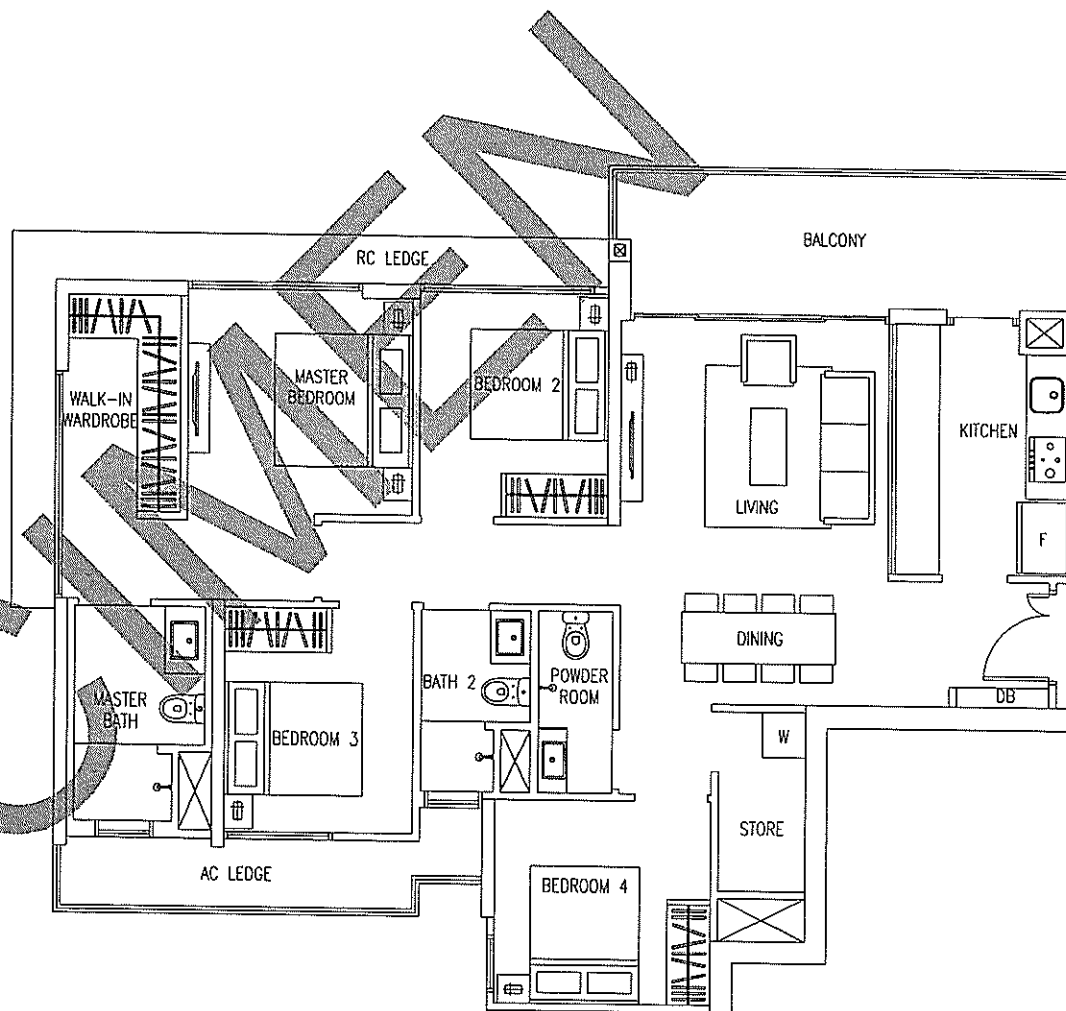 BALCONY
RC LEDGE
MASTER
BEDROOM
BEDROOM 2
WALK-IN
WARDROBE
KITCHEN
LIVING
F
DINING
MASTER
BATH
BEDROOM 3
BATH 2
POWDER
ROOM
DB
W
STORE
AC LEDGE
BEDROOM 4